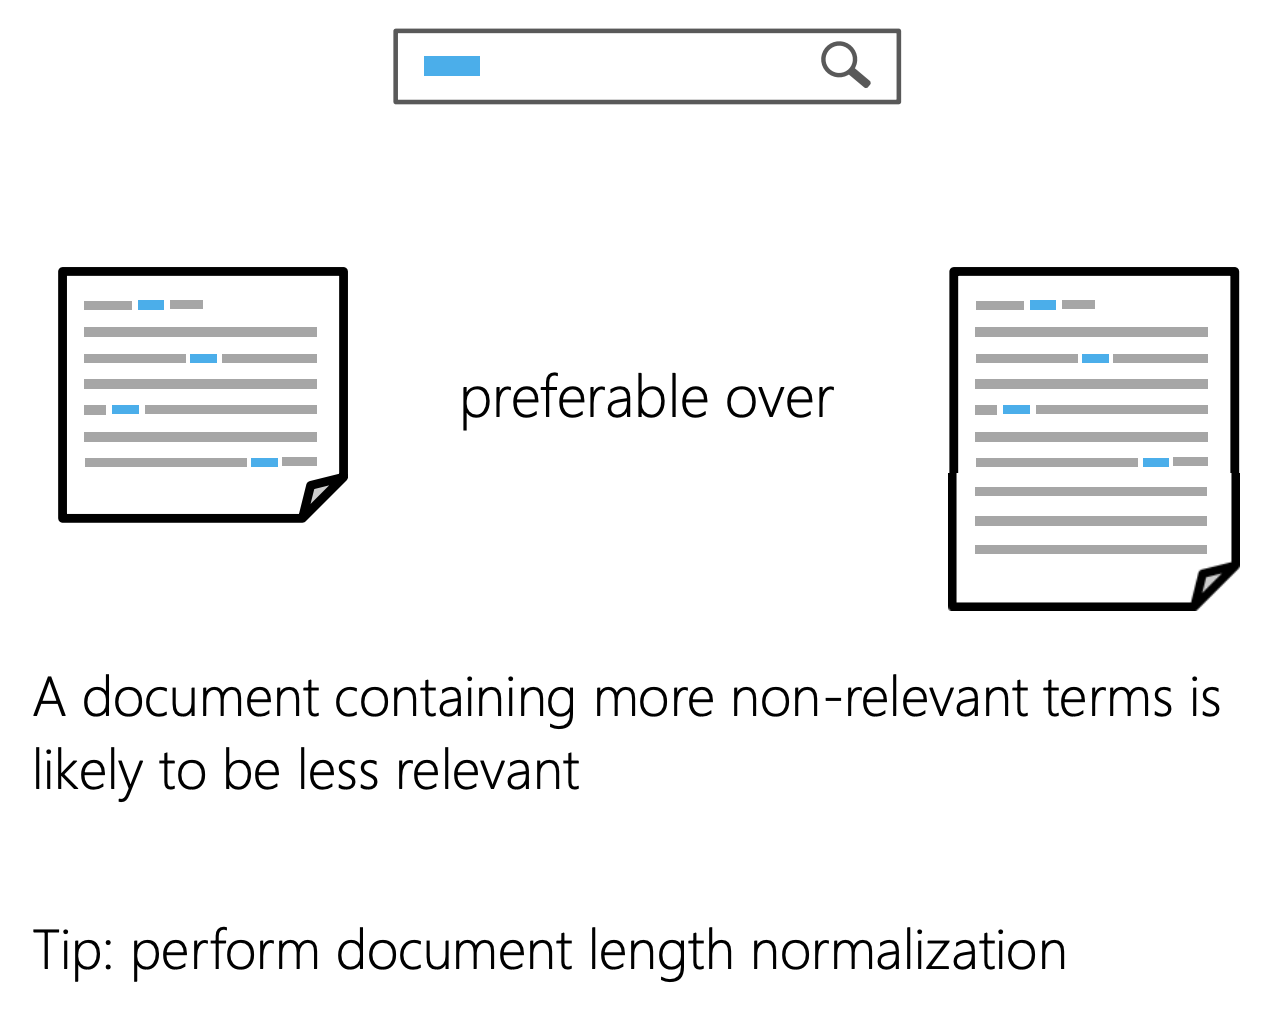 preferable over
A document containing more non-relevant terms is
likely to be less relevant
Tip: perform document length normalization